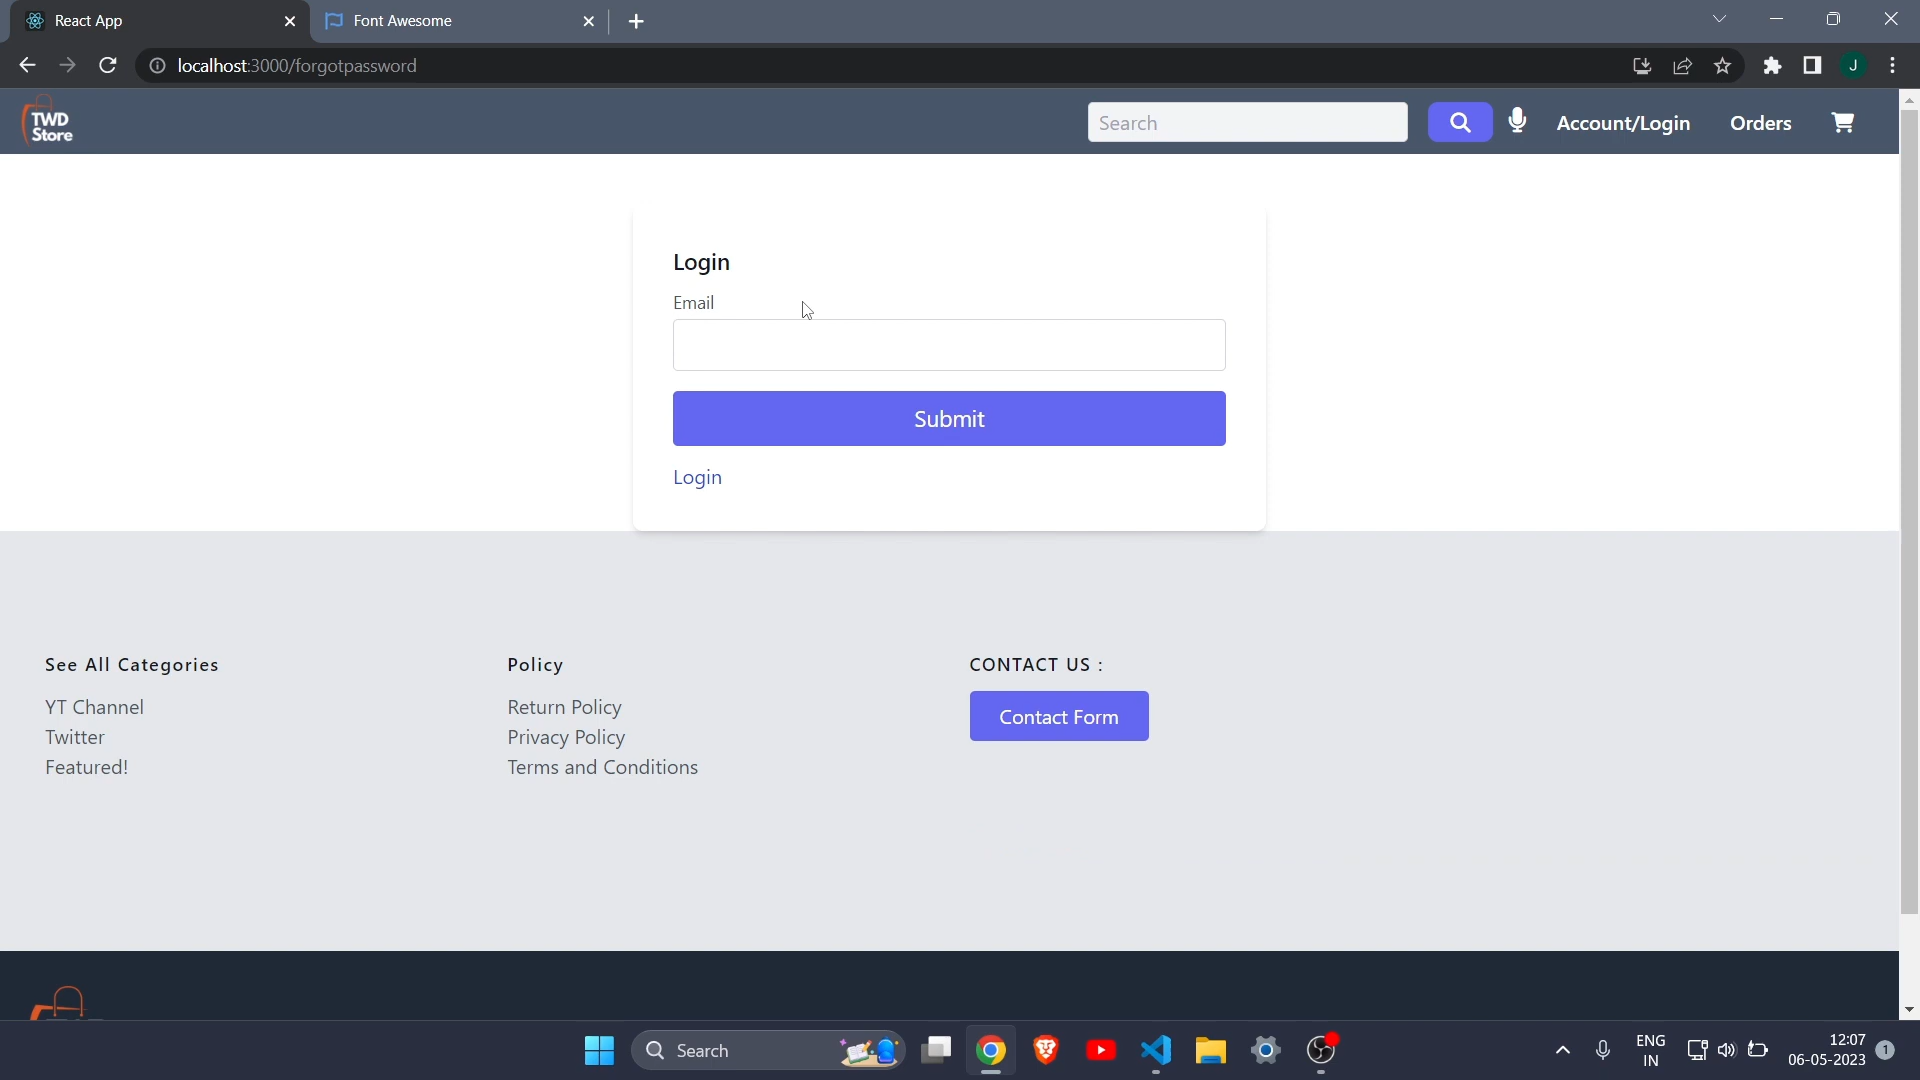 React App
Font Awesome
localhost:3000/forgotpassword
J
TWD
Store
Search
Account/Login
Orders
Login
Email
Submit
Login
See All Categories
YT Channel
Twitter
Featured!
Policy
Return Policy
Privacy Policy
Terms and Conditions
CONTACT US :
Contact Form
Search
ENG
IN
12:07
06-05-2023
1